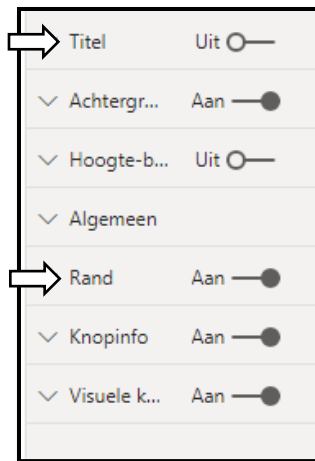 Titel Uit
Achtergr... Aan
Hoogte-b... Uit
Algemeen
Rand Aan
Knopinfo Aan
Visuele k... Aan